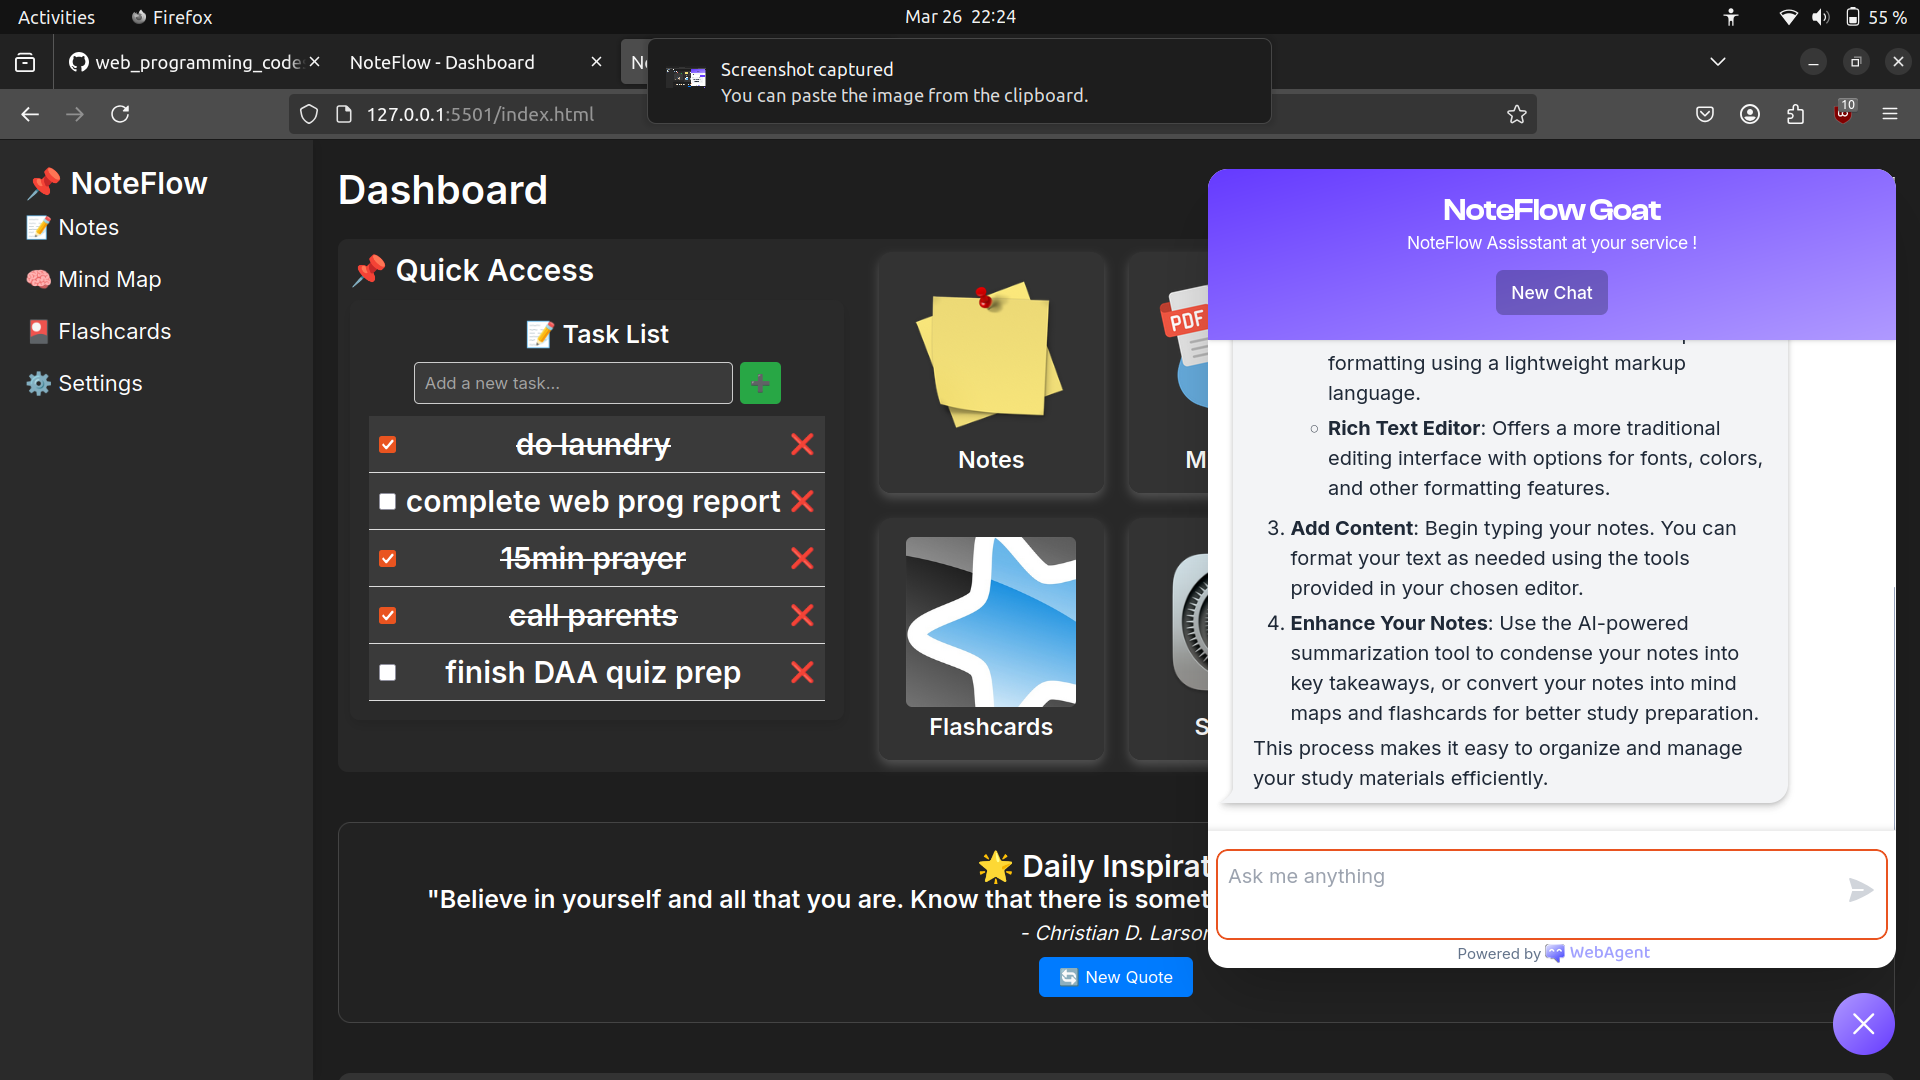 Activities
Firefox
Mar 26 22:24
55 %
web_programming_code
NoteFlow - Dashboard
Screenshot captured
You can paste the image from the clipboard.
127.0.0.1:5501/index.html
10
NoteFlow
Notes
Mind Map
Flashcards
Settings
Dashboard
Quick Access
Task List
Add a new task...
do laundry
complete web prog report
15min prayer
call parents
finish DAA quiz prep
Notes
PDF
M
Flashcards
S
Daily Inspirat
"Believe in yourself and all that you are. Know that there is somet
- Christian D. Larson
New Quote
NoteFlow Goat
NoteFlow Assisstant at your service !
New Chat
formatting using a lightweight markup
language.
Rich Text Editor: Offers a more traditional
editing interface with options for fonts, colors,
and other formatting features.
3. Add Content: Begin typing your notes. You can
format your text as needed using the tools
provided in your chosen editor.
4. Enhance Your Notes: Use the AI-powered
summarization tool to condense your notes into
key takeaways, or convert your notes into mind
maps and flashcards for better study preparation.
This process makes it easy to organize and manage
your study materials efficiently.
Ask me anything
Powered by WebAgent